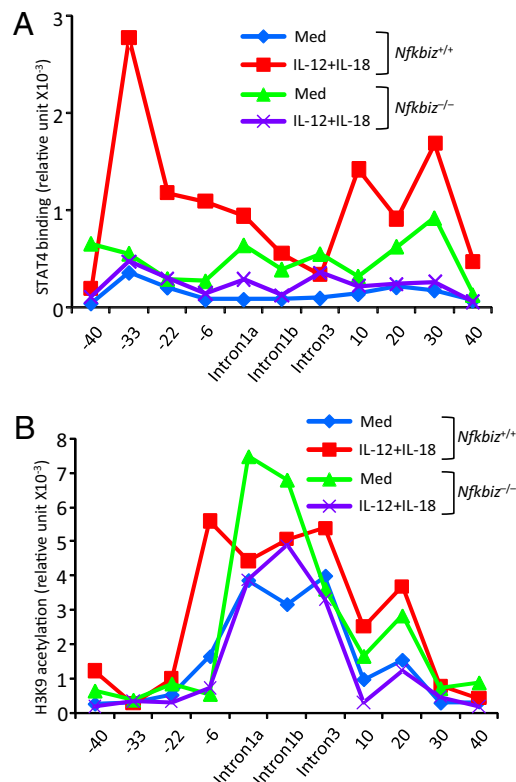 A
STAT4 binding (relative unit X10⁻³)
3
2
1
0
Med
IL-12+IL-18
Nfkbiz⁺/⁺
Med
IL-12+IL-18
Nfkbiz⁻/⁻
-40
-33
-22
-6
Intron1a
Intron1b
Intron3
10
20
30
40
B
H3K9 acetylation (relative unit X10⁻³)
8
7
6
5
4
3
2
1
0
Med
IL-12+IL-18
Nfkbiz⁺/⁺
Med
IL-12+IL-18
Nfkbiz⁻/⁻
-40
-33
-22
-6
Intron1a
Intron1b
Intron3
10
20
30
40